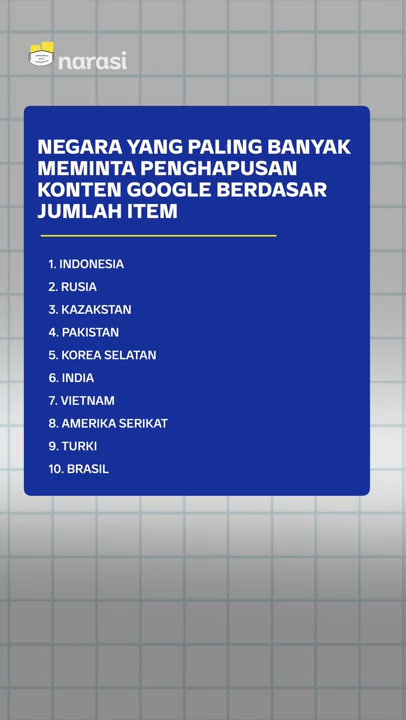 narasi
NEGARA YANG PALING BANYAK
MEMINTA PENGHAPUSAN
KONTEN GOOGLE BERDASAR
JUMLAH ITEM
1. INDONESIA
2. RUSIA
3. KAZAKSTAN
4. PAKISTAN
5. KOREA SELATAN
6. INDIA
7. VIETNAM
8. AMERIKA SERIKAT
9. TURKI
10. BRASIL